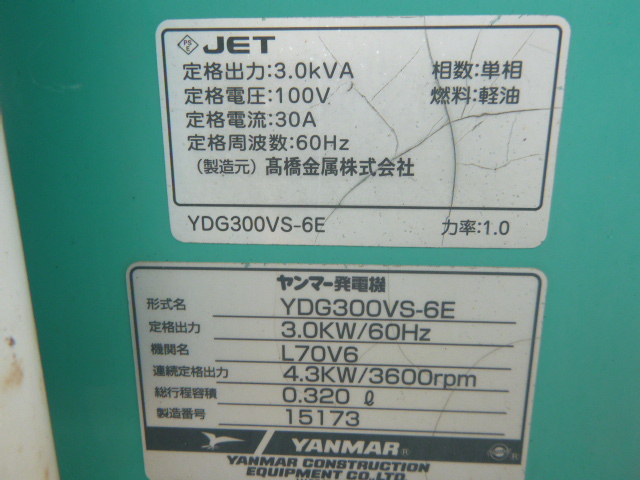 PS E JET
定格出力:3.0kVA 相数:単相
定格電圧:100V 燃料:軽油
定格電流:30A
定格周波数:60Hz
(製造元) 髙橋金属株式会社
YDG300VS-6E 力率:1.0
ヤンマー発電機
形式名 YDG300VS-6E
定格出力 3.0KW/60Hz
機関名 L70V6
連続定格出力 4.3KW/3600rpm
総行程容積 0.320 ℓ
製造番号 15173
YANMAR®
YANMAR CONSTRUCTION
EQUIPMENT CO.,LTD.